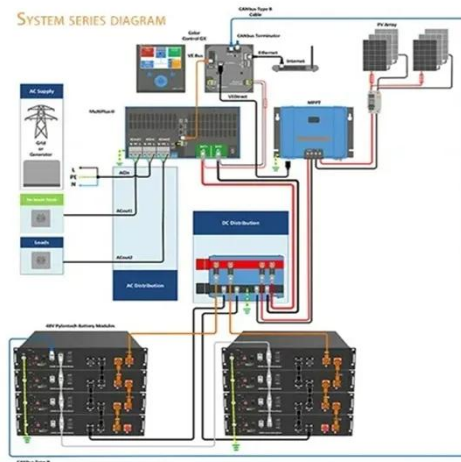 SYSTEM SERIES DIAGRAM
CANbus Type B
Cable
Color
Control GX
CANbus Terminator
PV Array
VE Bus
Ethernet
Internet
VEDirect
AC Supply
MultiPlus-II
MPPT
Grid
or
Generator
L
PE
N
ACin
ACout1
Loads
ACout2
DC Distribution
AC Distribution
48V Pylontech Battery Modules